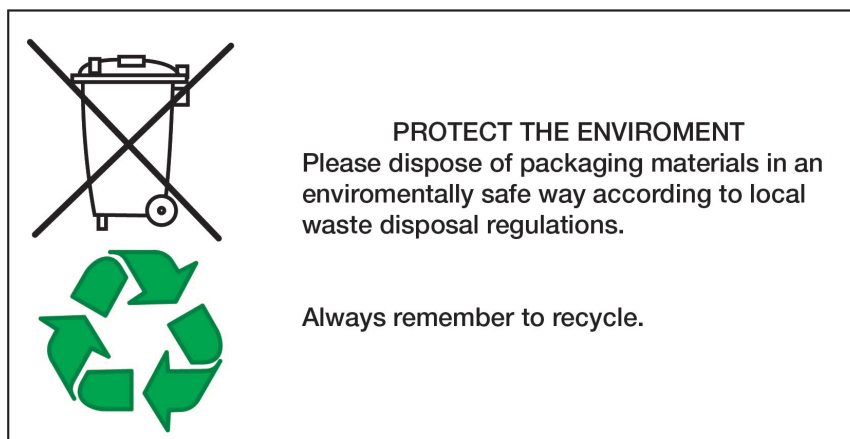 PROTECT THE ENVIROMENT
Please dispose of packaging materials in an
enviromentally safe way according to local
waste disposal regulations.
Always remember to recycle.